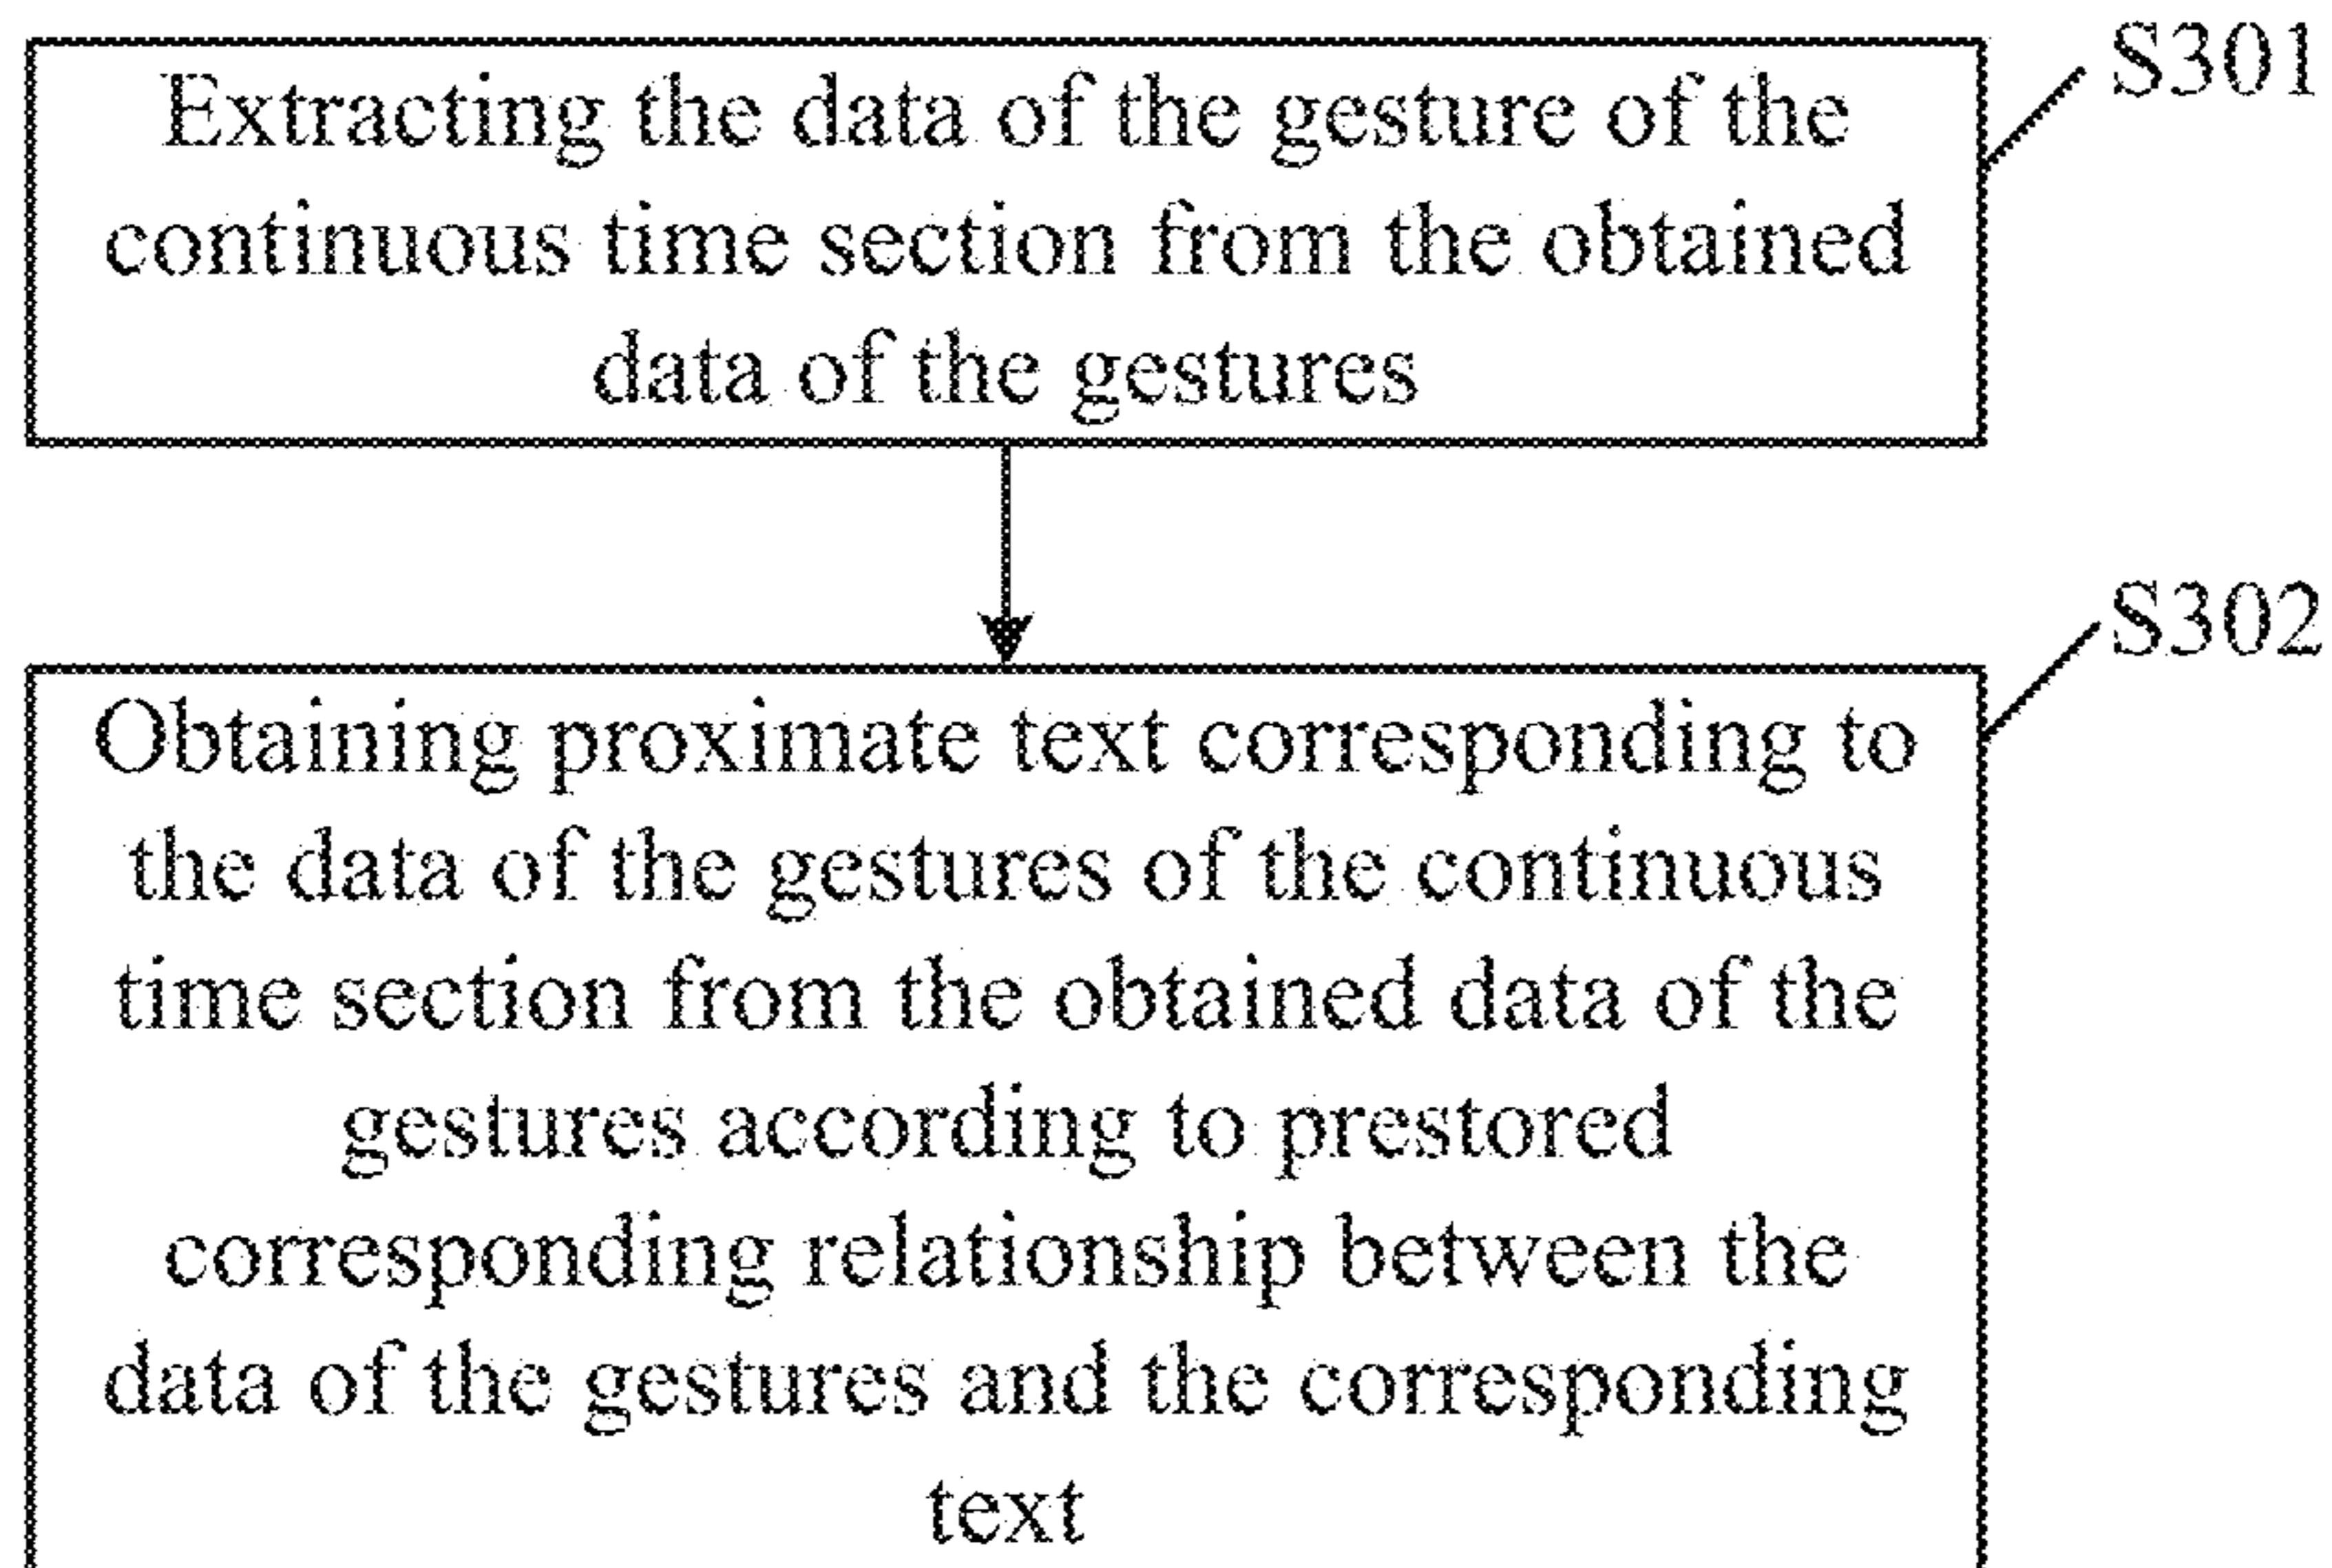 S301
Extracting the data of the gesture of the
continuous time section from the obtained
data of the gestures
S302
Obtaining proximate text corresponding to
the data of the gestures of the continuous
time section from the obtained data of the
gestures according to prestored
corresponding relationship between the
data of the gestures and the corresponding
text